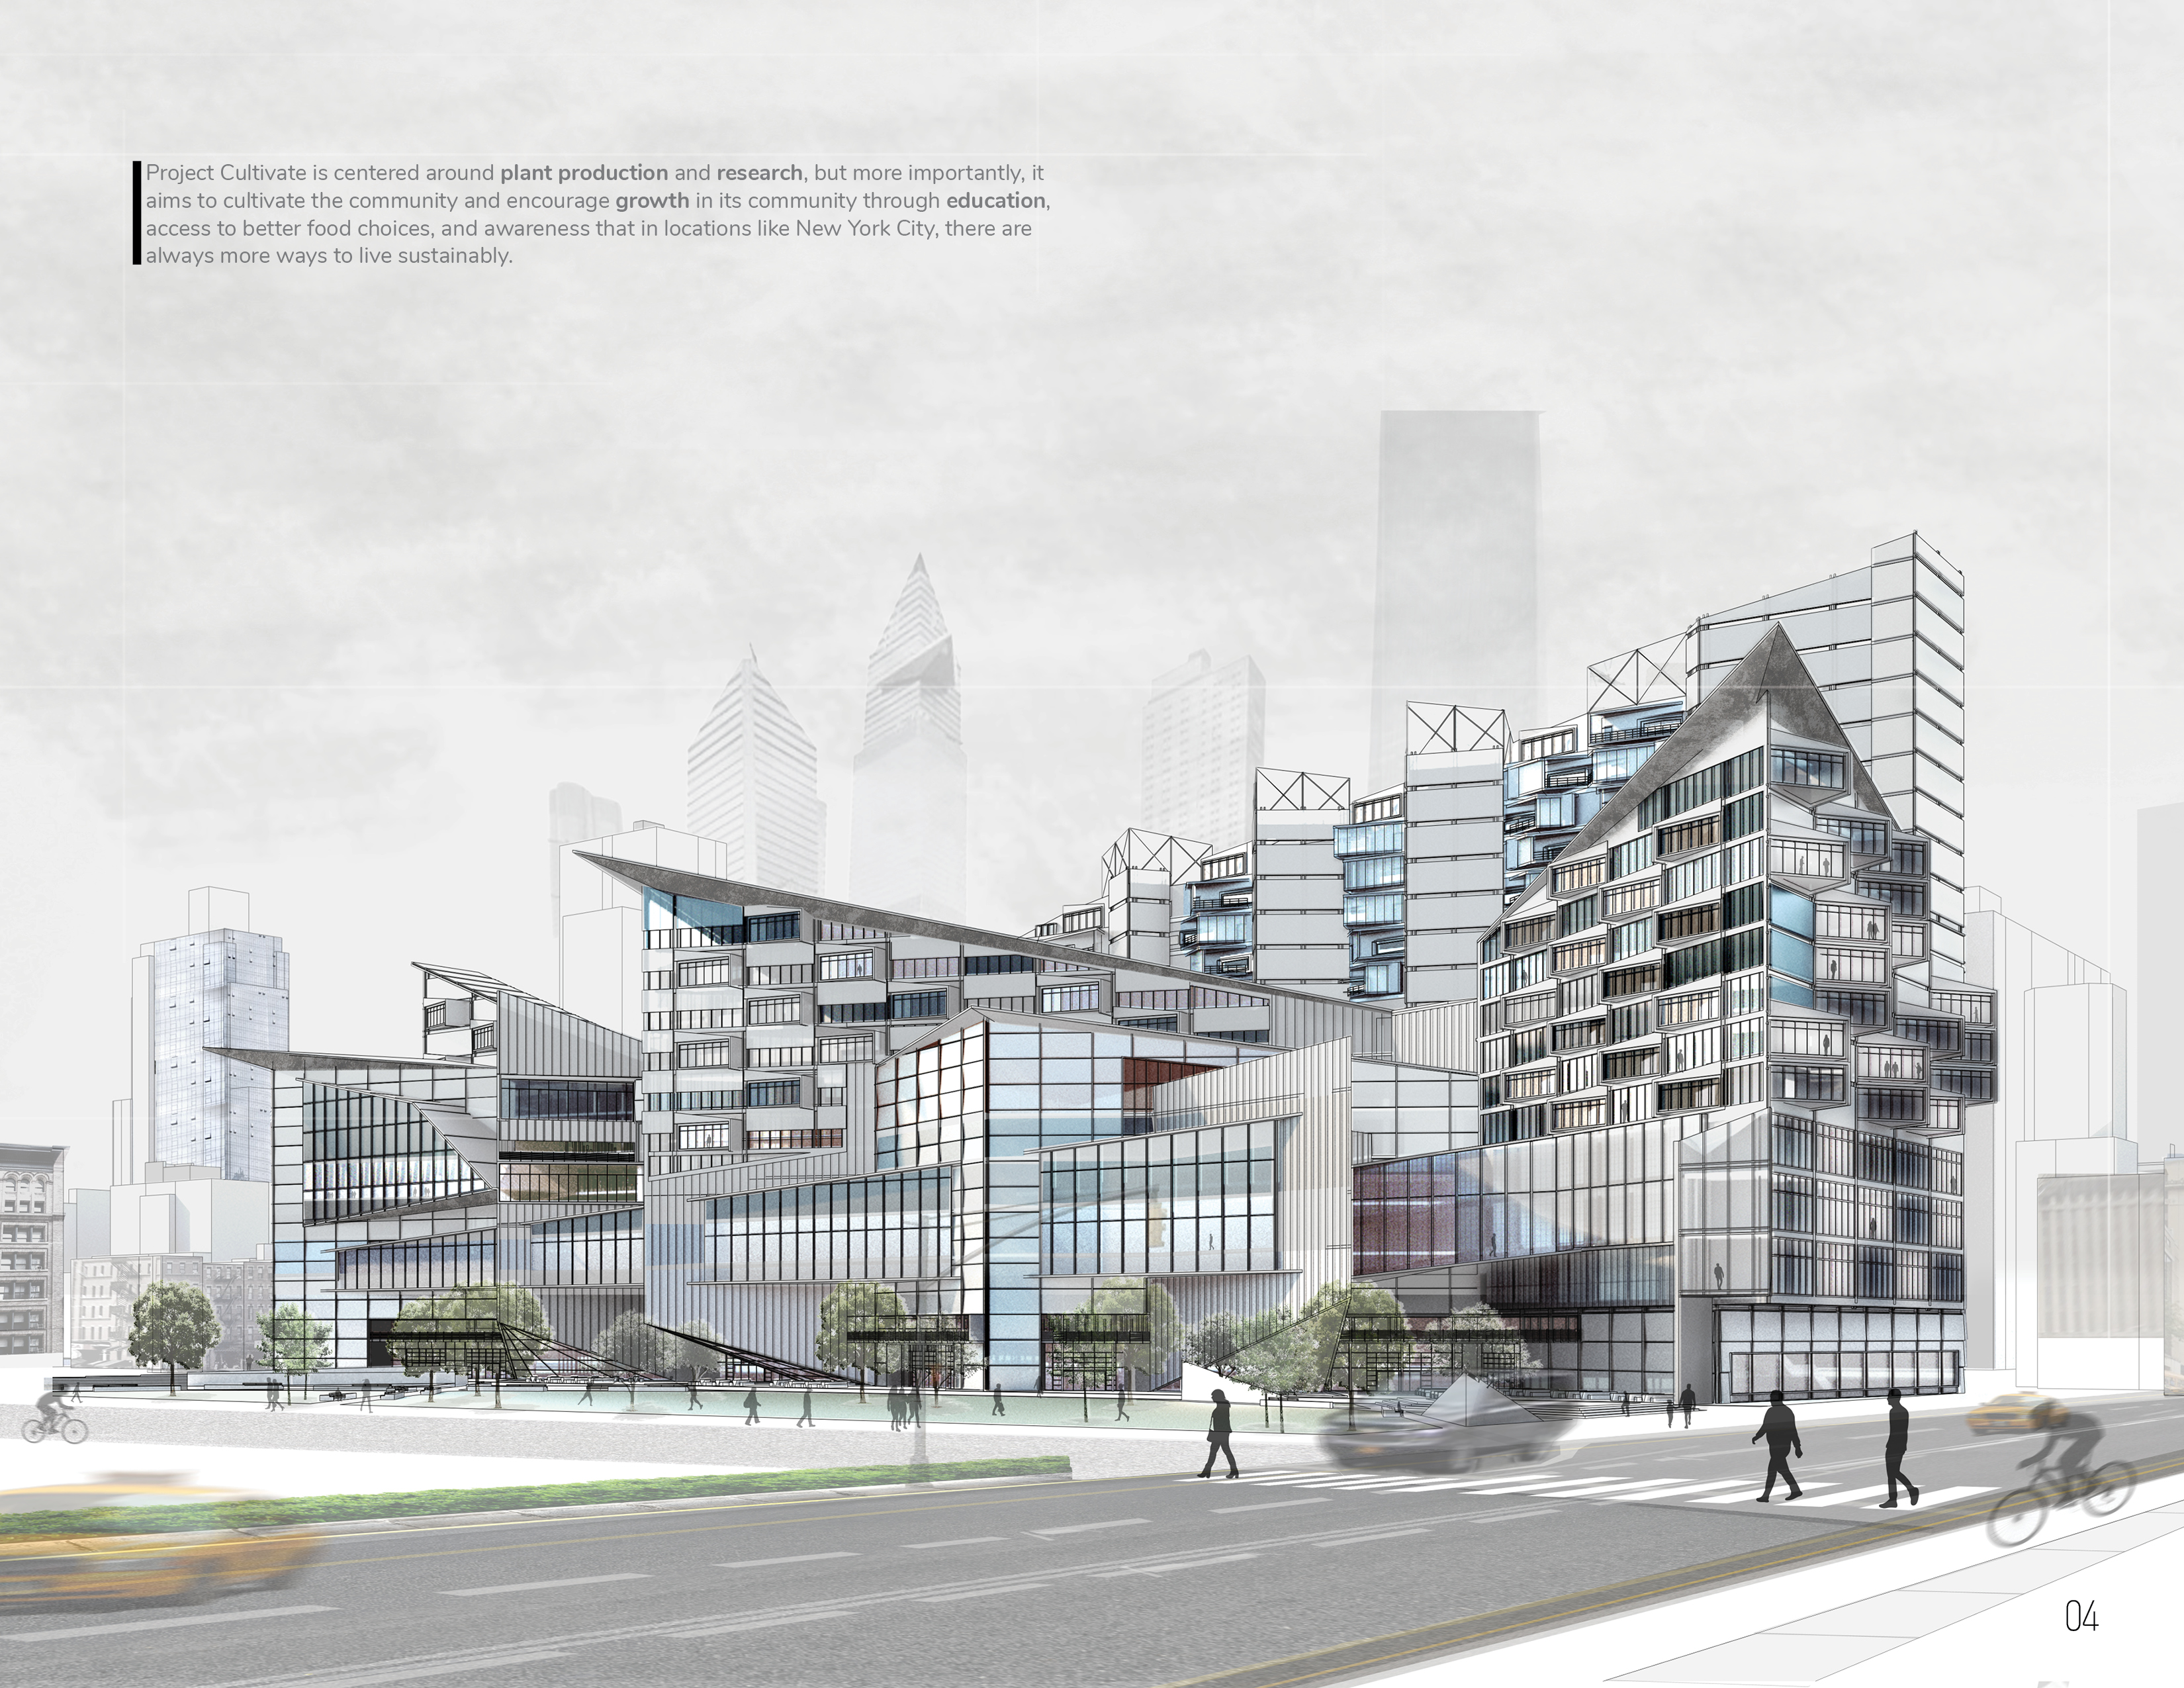 Project Cultivate is centered around plant production and research, but more importantly, it
aims to cultivate the community and encourage growth in its community through education,
access to better food choices, and awareness that in locations like New York City, there are
always more ways to live sustainably.
04